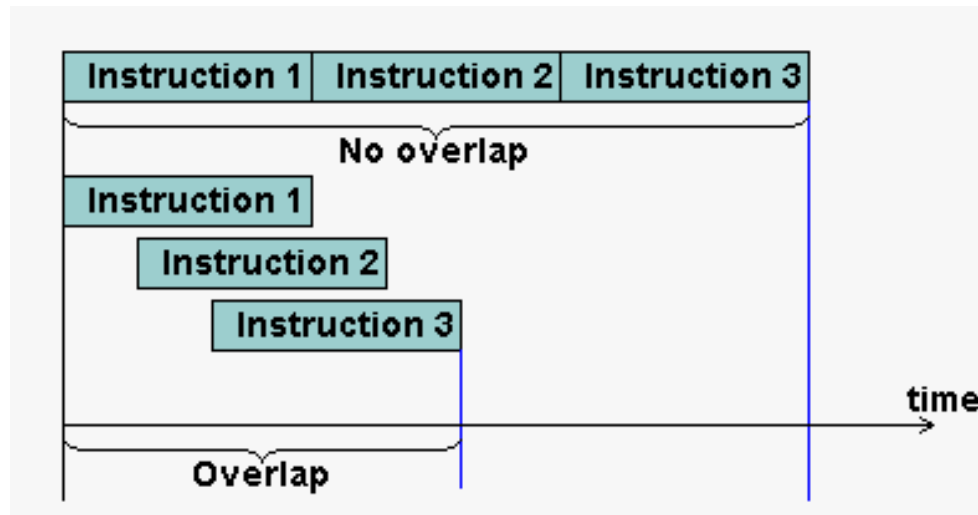 Instruction 1 Instruction 2 Instruction 3
No overlap
Instruction 1
Instruction 2
Instruction 3
time
Overlap